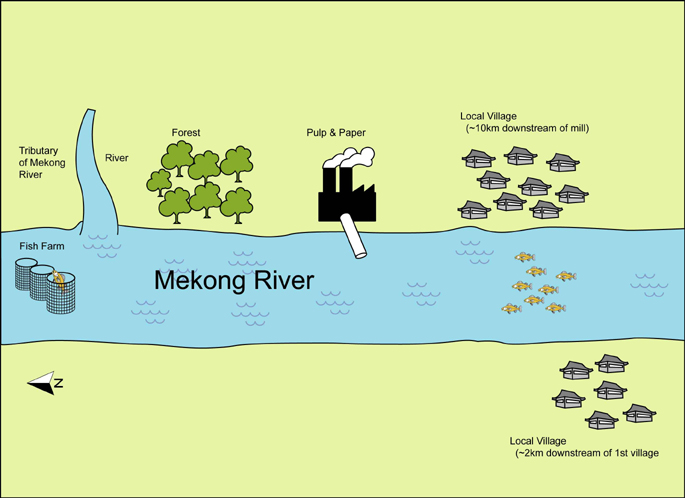 Local Village
(~10km downstream of mill)
Forest
Pulp & Paper
Tributary
of Mekong
River
River
Fish Farm
Mekong River
N
Local Village
(~2km downstream of 1st village